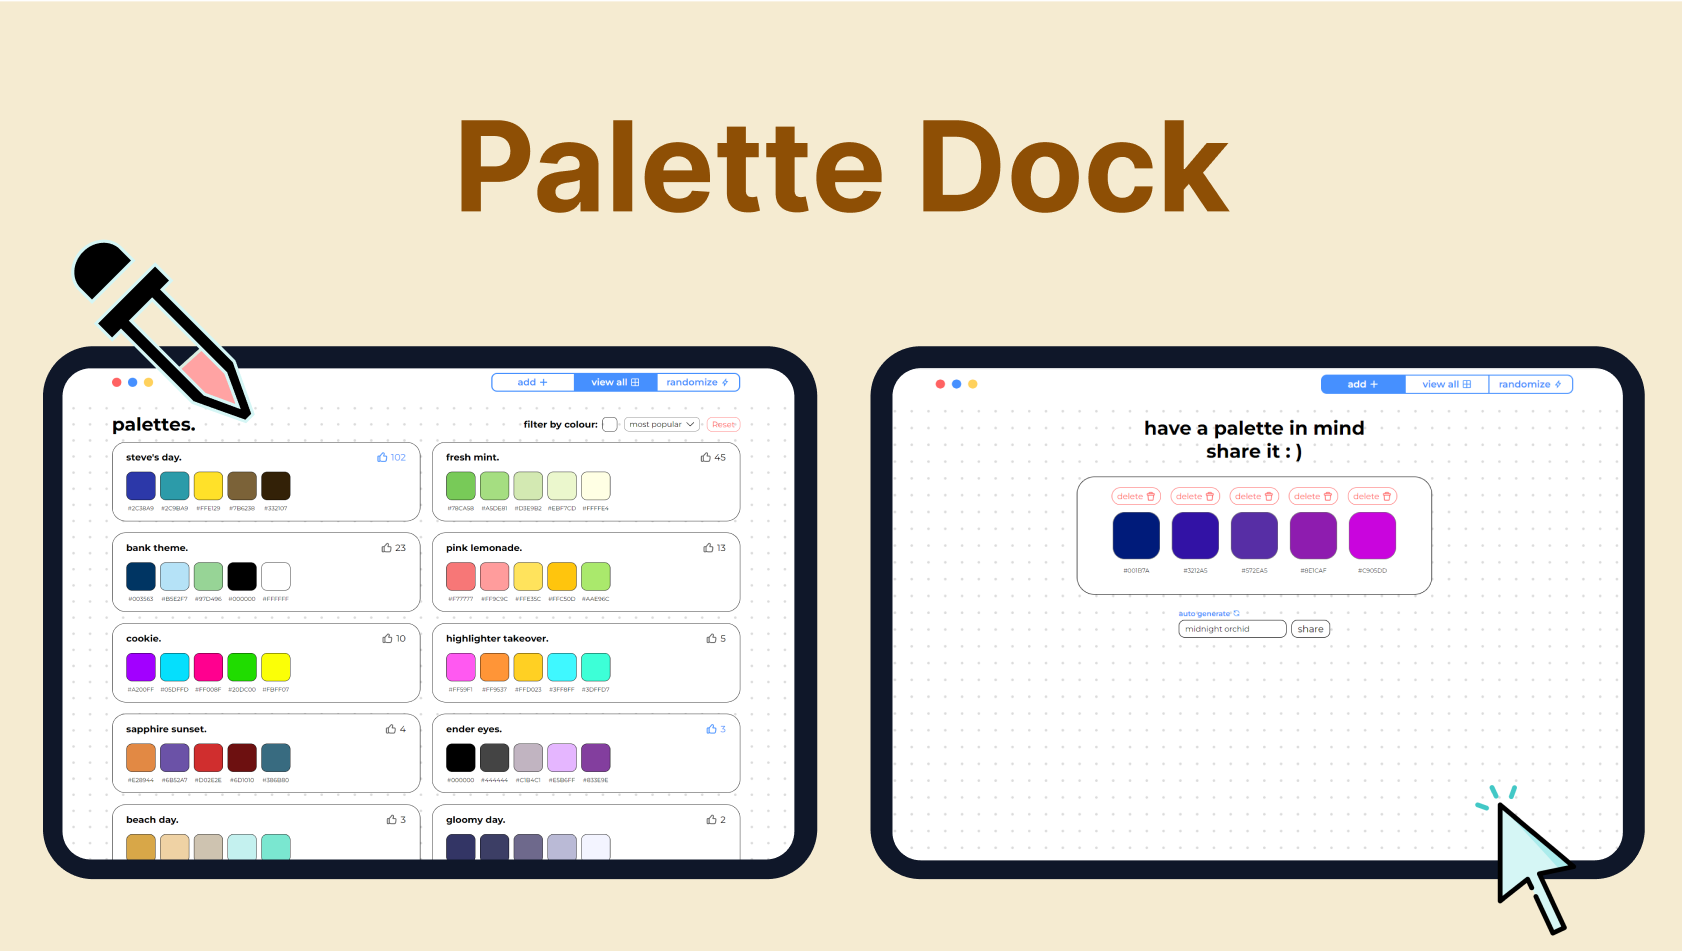 Palette Dock
add
view all
randomize
palettes.
filter by colour:
most popular
Reset
steve's day.
102
#2C38A9 #2C9BA9 #FFE129 #7B6238 #332107
fresh mint.
45
#78CA58 #A5DE81 #D3E9B2 #EBF7CD #FFFFE4
bank theme.
23
#003563 #B5E2F7 #97D496 #000000 #FFFFFF
pink lemonade.
13
#F77777 #FF9C9C #FFE35C #FFC50D #AAE96C
cookie.
10
#A200FF #05DFFD #FF008F #20DC00 #FBFF07
highlighter takeover.
5
#FF59F1 #FF9537 #FFD023 #3FF8FF #3DFFD7
sapphire sunset.
4
#E28944 #6B52A7 #D02E2E #6D1010 #386B80
ender eyes.
3
#000000 #444444 #C1B4C1 #E5B6FF #833E9E
beach day.
3
gloomy day.
2
add
view all
randomize
have a palette in mind
share it : )
delete delete delete delete delete
#001B7A #3212A5 #572EA5 #8E1CAF #C905DD
auto generate
midnight orchid
share